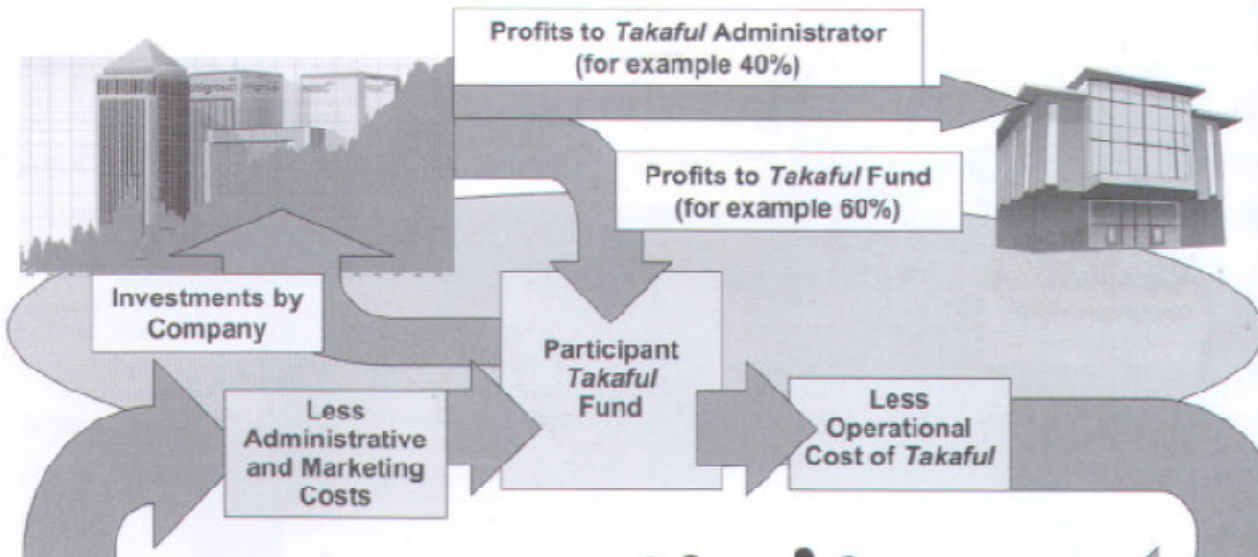 Profits to Takaful Administrator
(for example 40%)
Profits to Takaful Fund
(for example 60%)
Investments by
Company
Participant
Takaful
Fund
Less
Administrative
and Marketing
Costs
Less
Operational
Cost of Takaful